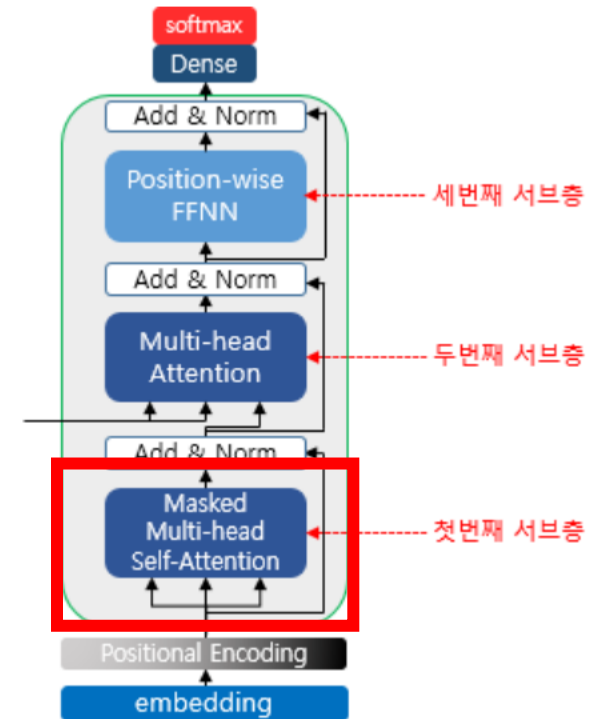 softmax
Dense
Add & Norm
Position-wise
FFNN
세번째 서브층
Add & Norm
Multi-head
Attention
두번째 서브층
Add & Norm
Masked
Multi-head
Self-Attention
첫번째 서브층
Positional Encoding
embedding